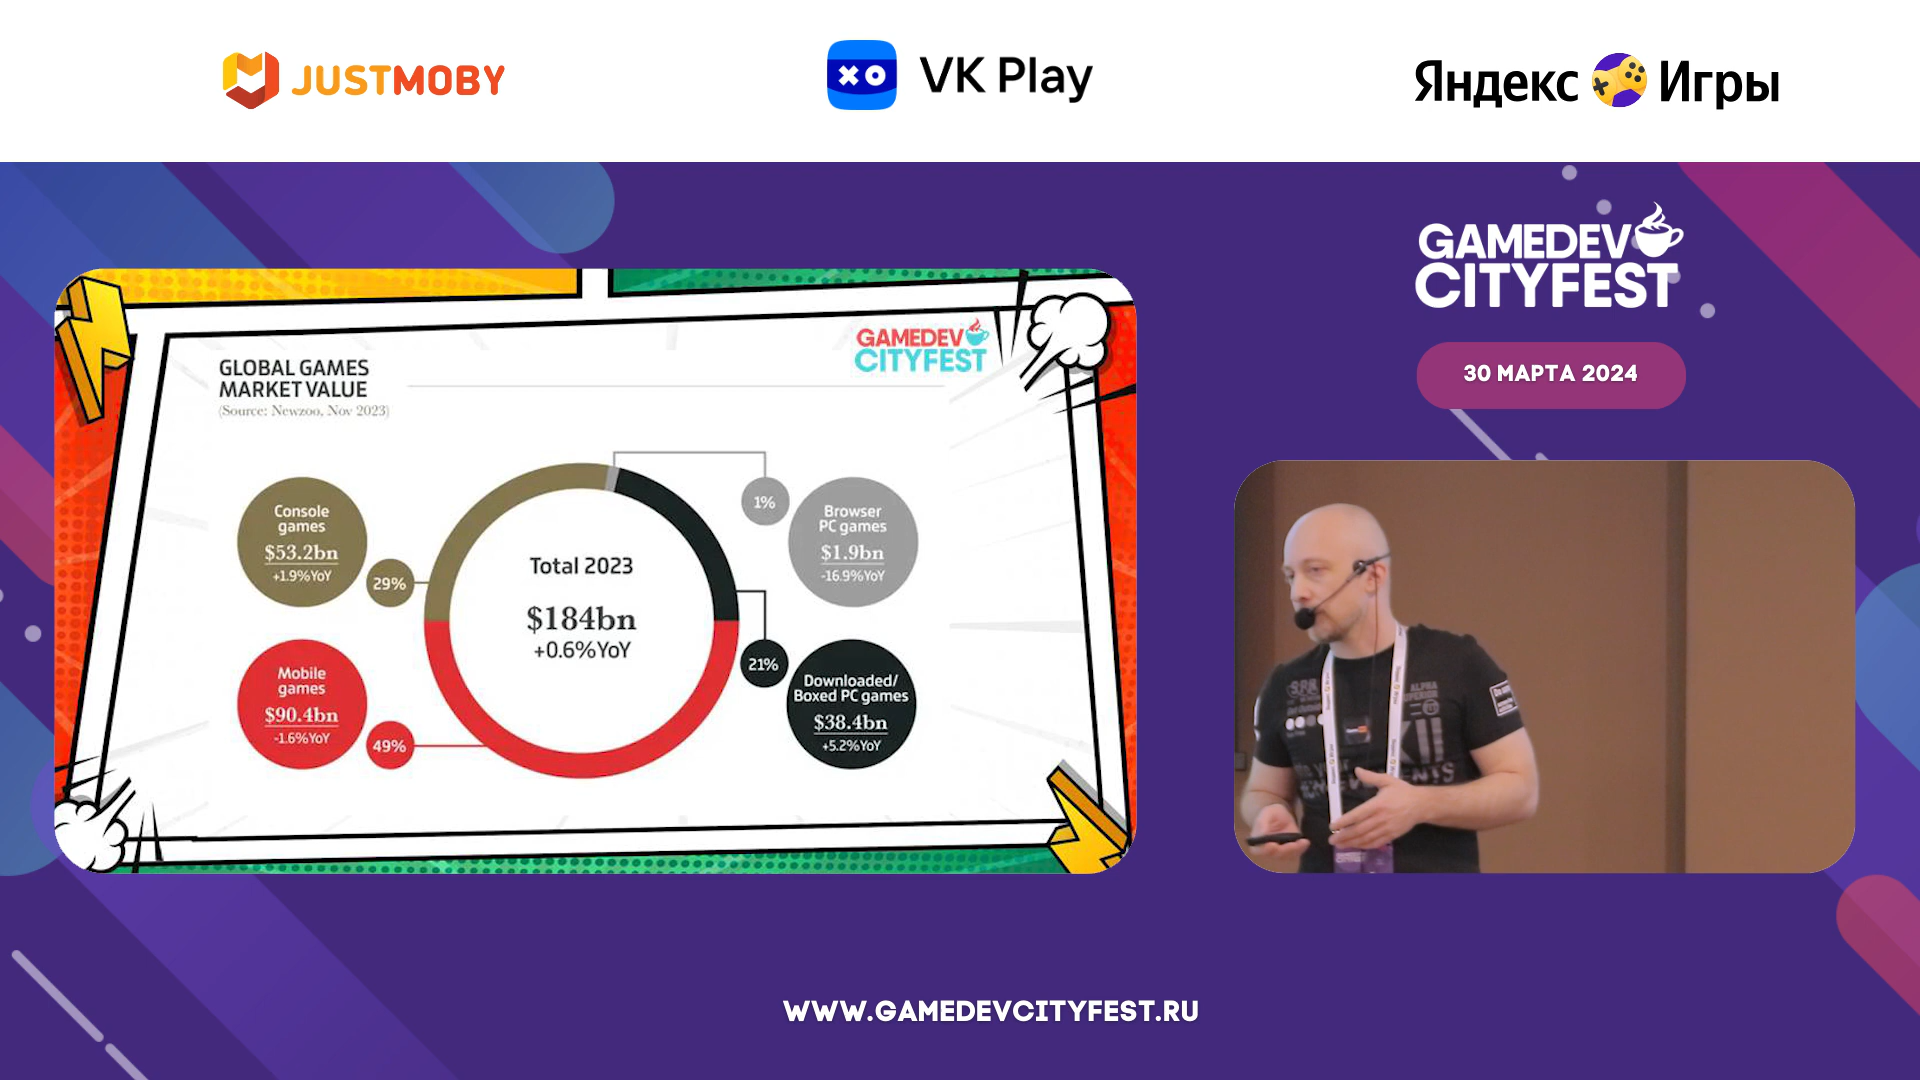 JUSTMOBY
XO
VK Play
Яндекс Игры
GAMEDEV
CITYFEST
30 МАРТА 2024
GAMEDEV
CITYFEST
GLOBAL GAMES
MARKET VALUE
(Source: Newzoo, Nov 2023)
Console
games
$53.2bn
+1.9%YoY
29%
Mobile
games
$90.4bn
-1.6%YoY
49%
Total 2023
$184bn
+0.6%YoY
1%
Browser
PC games
$1.9bn
-16.9%YoY
21%
Downloaded/
Boxed PC games
$38.4bn
+5.2%YoY
ALPHA
WWW.GAMEDEVCITYFEST.RU